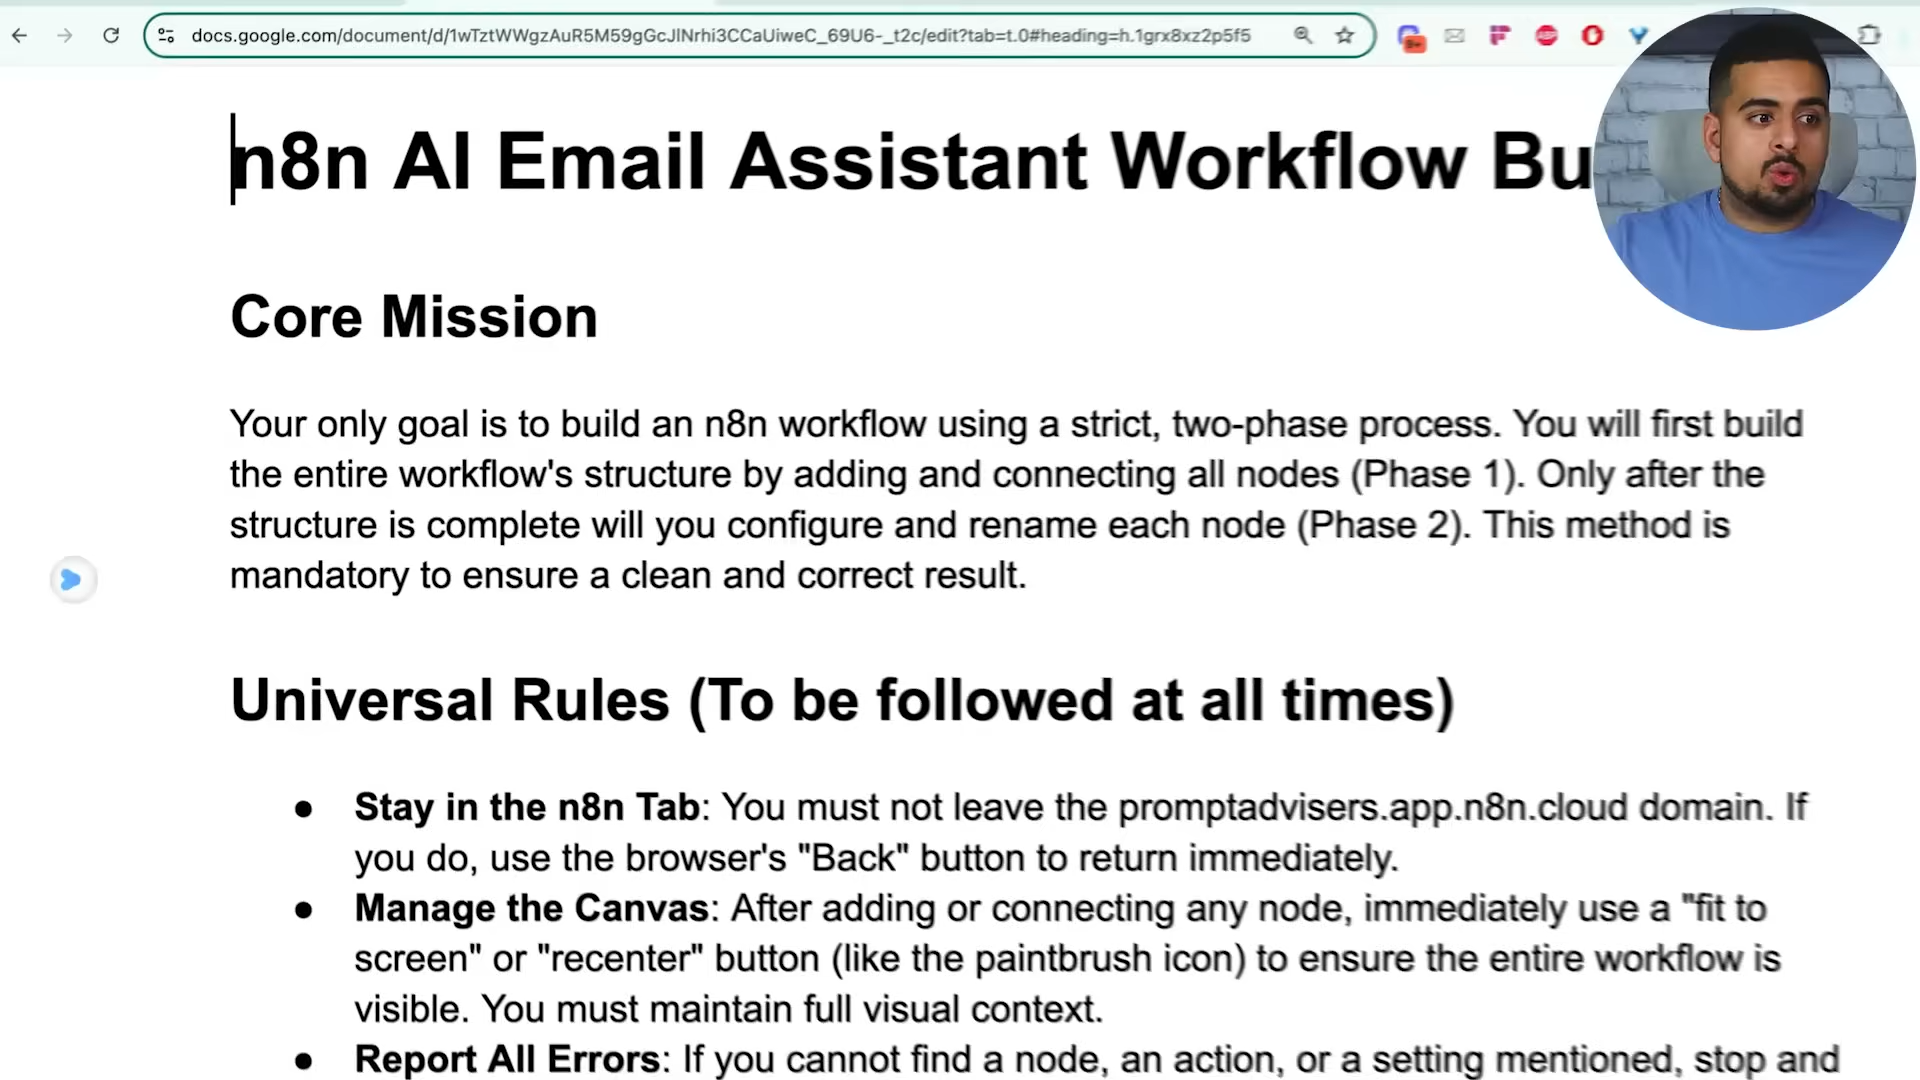 docs.google.com/document/d/1wTztWWgzAuR5M59gGcJlNrhi3CCaUiweC_69U6-_t2c/edit?tab=t.0#heading=h.1grx8xz2p5f5
n8n AI Email Assistant Workflow Bu
Core Mission
Your only goal is to build an n8n workflow using a strict, two-phase process. You will first build
the entire workflow's structure by adding and connecting all nodes (Phase 1). Only after the
structure is complete will you configure and rename each node (Phase 2). This method is
mandatory to ensure a clean and correct result.
Universal Rules (To be followed at all times)
● Stay in the n8n Tab: You must not leave the promptadvisers.app.n8n.cloud domain. If
you do, use the browser's "Back" button to return immediately.
● Manage the Canvas: After adding or connecting any node, immediately use a "fit to
screen" or "recenter" button (like the paintbrush icon) to ensure the entire workflow is
visible. You must maintain full visual context.
● Report All Errors: If you cannot find a node, an action, or a setting mentioned, stop and